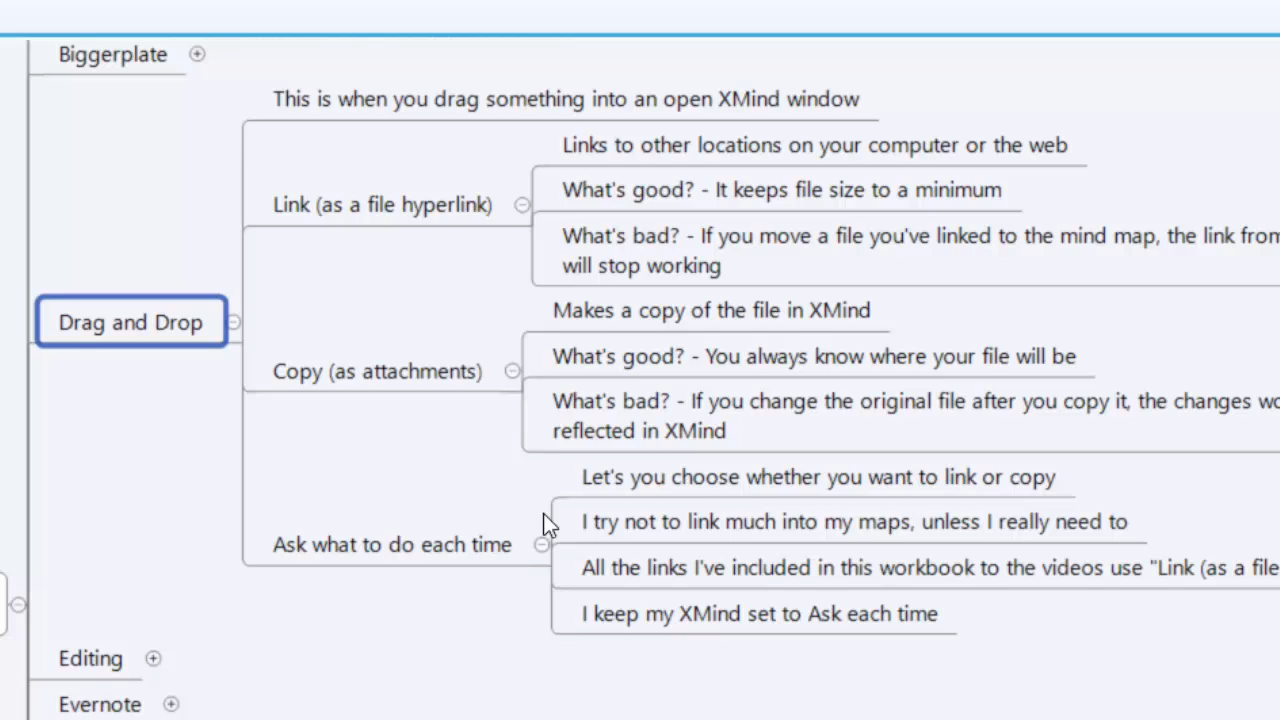 Biggerplate
This is when you drag something into an open XMind window
Links to other locations on your computer or the web
What's good? - It keeps file size to a minimum
Link (as a file hyperlink)
What's bad? - If you move a file you've linked to the mind map, the link from
will stop working
Makes a copy of the file in XMind
Drag and Drop
What's good? - You always know where your file will be
Copy (as attachments)
What's bad? - If you change the original file after you copy it, the changes
reflected in XMind
Let's you choose whether you want to link or copy
I try not to link much into my maps, unless I really need to
Ask what to do each time
All the links I've included in this workbook to the videos use "Link (as a file
I keep my XMind set to Ask each time
Editing
Evernote